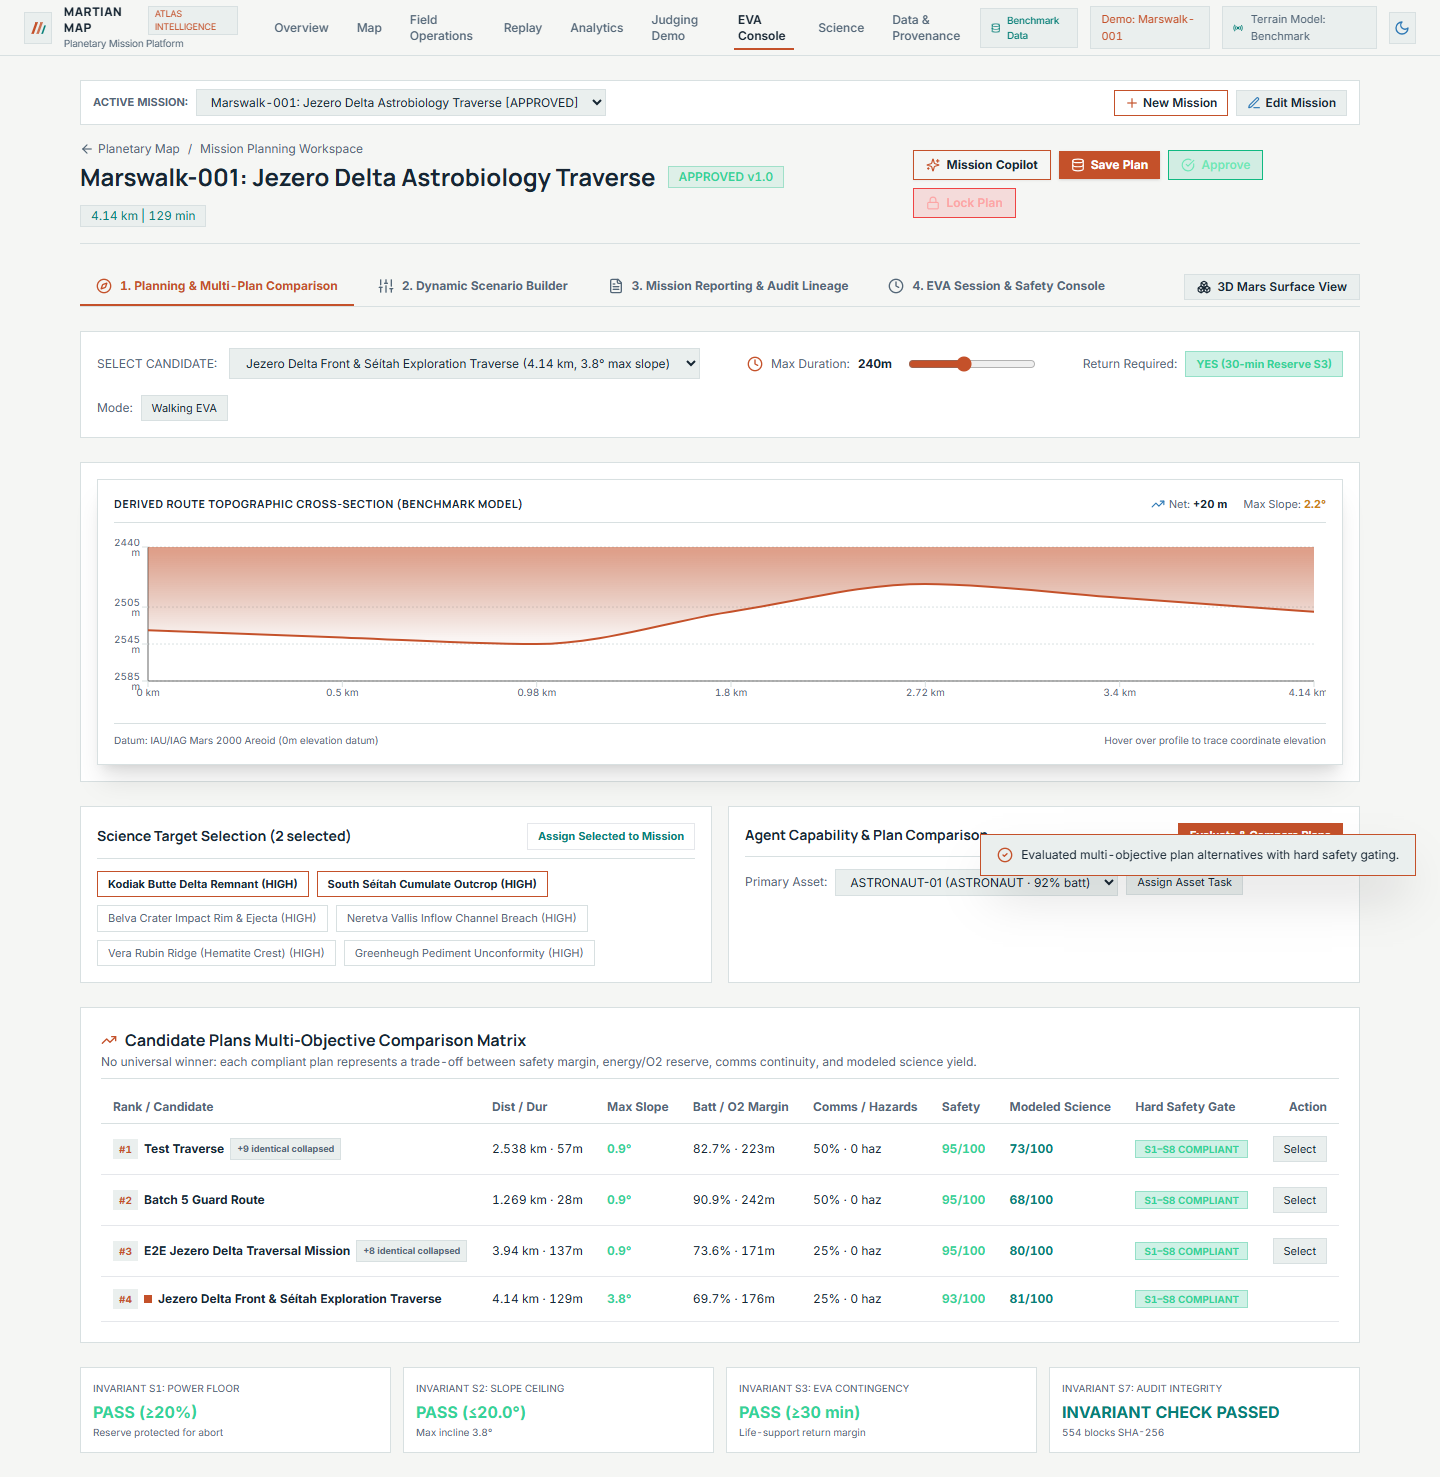 MARTIAN MAP
ATLAS INTELLIGENCE
Planetary Mission Platform
Overview
Map
Field Operations
Replay
Analytics
Judging Demo
EVA Console
Science
Data & Provenance
Benchmark Data
Demo: Marswalk-001
Terrain Model: Benchmark
ACTIVE MISSION:
Marswalk-001: Jezero Delta Astrobiology Traverse [APPROVED]
New Mission
Edit Mission
Planetary Map / Mission Planning Workspace
Marswalk-001: Jezero Delta Astrobiology Traverse
APPROVED v1.0
4.14 km | 129 min
Mission Copilot
Save Plan
Approve
Lock Plan
1. Planning & Multi-Plan Comparison
2. Dynamic Scenario Builder
3. Mission Reporting & Audit Lineage
4. EVA Session & Safety Console
3D Mars Surface View
SELECT CANDIDATE:
Jezero Delta Front & Séítah Exploration Traverse (4.14 km, 3.8° max slope)
Max Duration: 240m
Return Required:
YES (30-min Reserve S3)
Mode:
Walking EVA
DERIVED ROUTE TOPOGRAPHIC CROSS-SECTION (BENCHMARK MODEL)
Net: +20 m
Max Slope: 2.2°
2440 m
2505 m
2545 m
2585 m
0 km
0.5 km
0.98 km
1.8 km
2.72 km
3.4 km
4.14 km
Datum: IAU/IAG Mars 2000 Areoid (0m elevation datum)
Hover over profile to trace coordinate elevation
Science Target Selection (2 selected)
Assign Selected to Mission
Kodiak Butte Delta Remnant (HIGH)
South Séítah Cumulate Outcrop (HIGH)
Belva Crater Impact Rim & Ejecta (HIGH)
Neretva Vallis Inflow Channel Breach (HIGH)
Vera Rubin Ridge (Hematite Crest) (HIGH)
Greenheugh Pediment Unconformity (HIGH)
Agent Capability & Plan Comparison
Evaluate & Compare Plans
Evaluated multi-objective plan alternatives with hard safety gating.
Primary Asset:
ASTRONAUT-01 (ASTRONAUT · 92% batt)
Assign Asset Task
Candidate Plans Multi-Objective Comparison Matrix
No universal winner: each compliant plan represents a trade-off between safety margin, energy/O2 reserve, comms continuity, and modeled science yield.
Rank / Candidate
Dist / Dur
Max Slope
Batt / O2 Margin
Comms / Hazards
Safety
Modeled Science
Hard Safety Gate
Action
#1 Test Traverse +9 identical collapsed 2.538 km · 57m 0.9° 82.7% · 223m 50% · 0 haz 95/100 73/100 S1–S8 COMPLIANT Select
#2 Batch 5 Guard Route 1.269 km · 28m 0.9° 90.9% · 242m 50% · 0 haz 95/100 68/100 S1–S8 COMPLIANT Select
#3 E2E Jezero Delta Traversal Mission +8 identical collapsed 3.94 km · 137m 0.9° 73.6% · 171m 25% · 0 haz 95/100 80/100 S1–S8 COMPLIANT Select
#4 Jezero Delta Front & Séítah Exploration Traverse 4.14 km · 129m 3.8° 69.7% · 176m 25% · 0 haz 93/100 81/100 S1–S8 COMPLIANT
INVARIANT S1: POWER FLOOR
PASS (≥20%)
Reserve protected for abort
INVARIANT S2: SLOPE CEILING
PASS (≤20.0°)
Max incline 3.8°
INVARIANT S3: EVA CONTINGENCY
PASS (≥30 min)
Life-support return margin
INVARIANT S7: AUDIT INTEGRITY
INVARIANT CHECK PASSED
554 blocks SHA-256